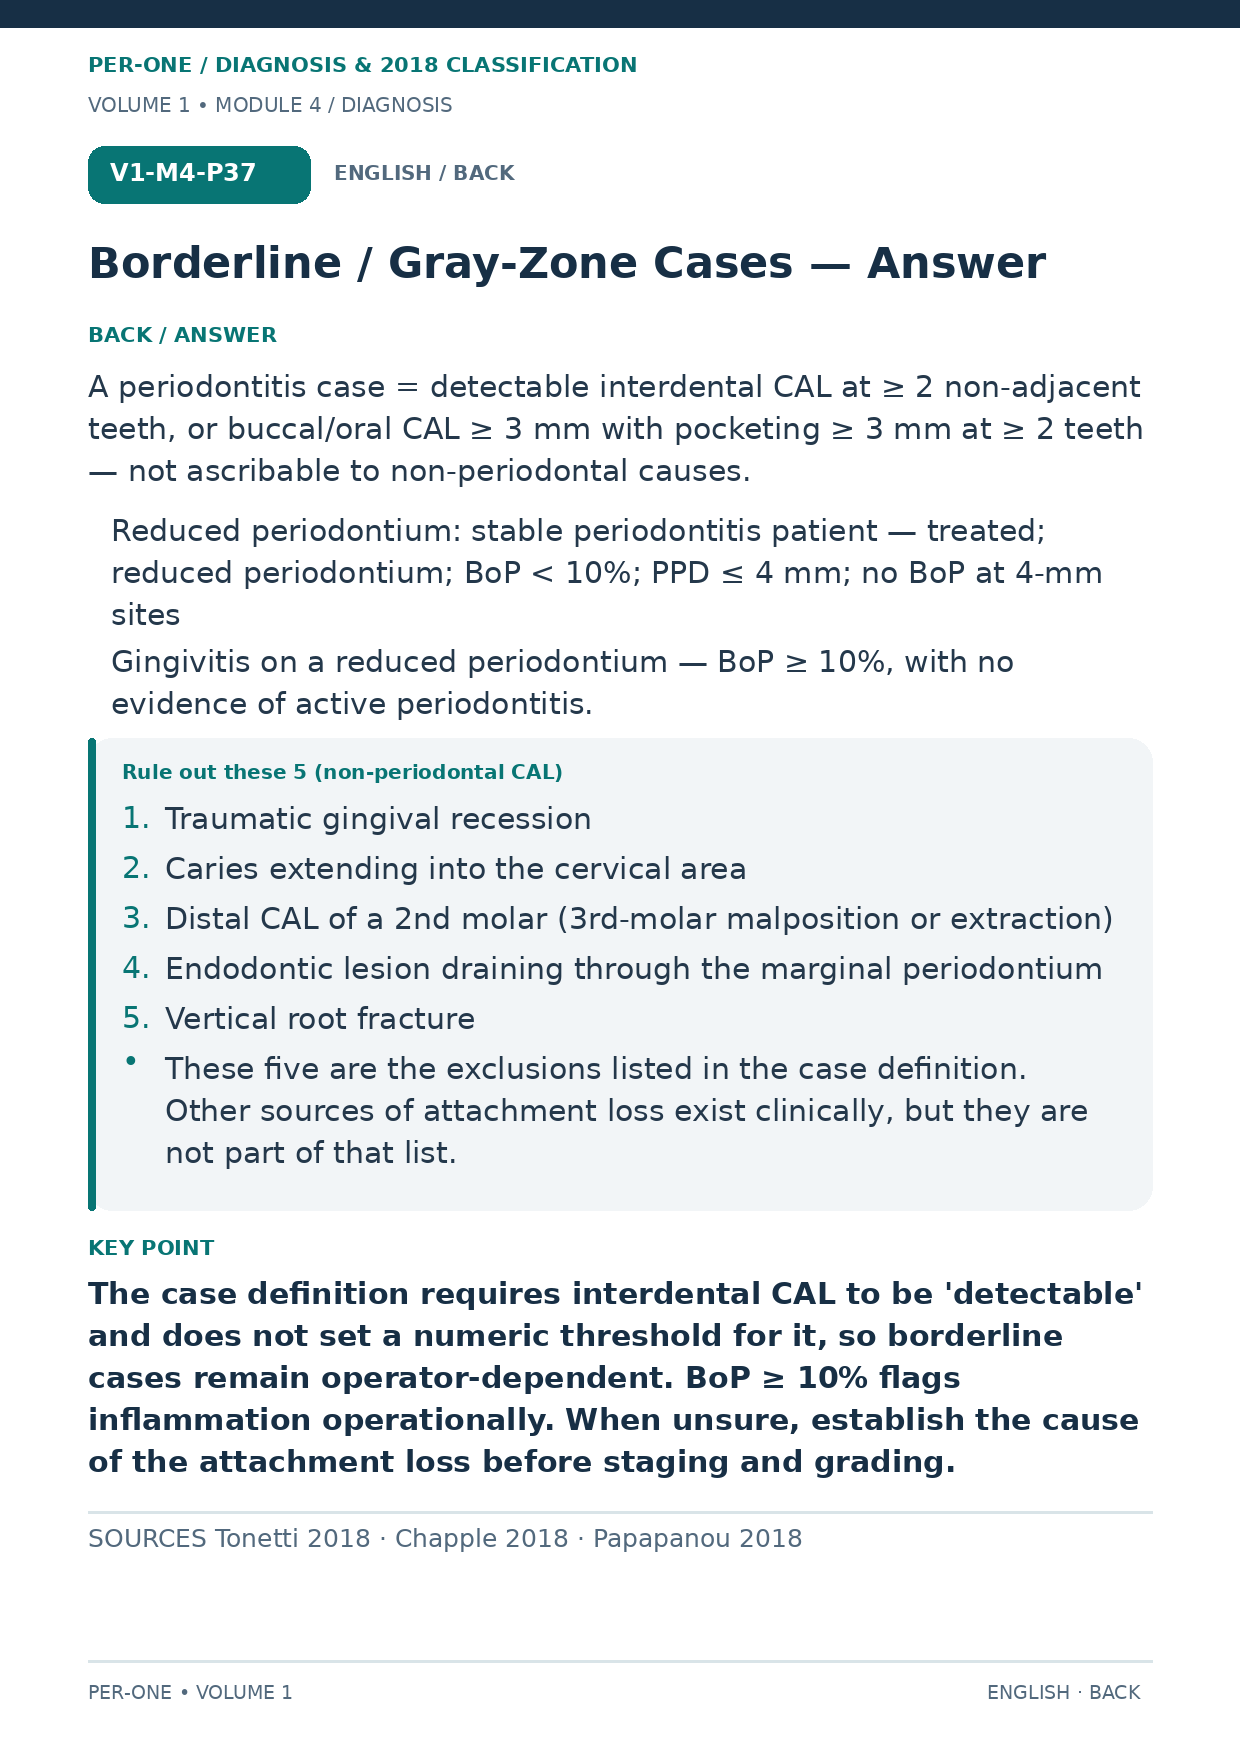 PER-ONE / DIAGNOSIS & 2018 CLASSIFICATION
VOLUME 1 • MODULE 4 / DIAGNOSIS
V1-M4-P37
ENGLISH / BACK
Borderline / Gray-Zone Cases — Answer
BACK / ANSWER
A periodontitis case = detectable interdental CAL at ≥ 2 non-adjacent
teeth, or buccal/oral CAL ≥ 3 mm with pocketing ≥ 3 mm at ≥ 2 teeth
— not ascribable to non-periodontal causes.
Reduced periodontium: stable periodontitis patient — treated;
reduced periodontium; BoP < 10%; PPD ≤ 4 mm; no BoP at 4-mm
sites
Gingivitis on a reduced periodontium — BoP ≥ 10%, with no
evidence of active periodontitis.
Rule out these 5 (non-periodontal CAL)
1. Traumatic gingival recession
2. Caries extending into the cervical area
3. Distal CAL of a 2nd molar (3rd-molar malposition or extraction)
4. Endodontic lesion draining through the marginal periodontium
5. Vertical root fracture
• These five are the exclusions listed in the case definition.
Other sources of attachment loss exist clinically, but they are
not part of that list.
KEY POINT
The case definition requires interdental CAL to be 'detectable'
and does not set a numeric threshold for it, so borderline
cases remain operator-dependent. BoP ≥ 10% flags
inflammation operationally. When unsure, establish the cause
of the attachment loss before staging and grading.
SOURCES Tonetti 2018 · Chapple 2018 · Papapanou 2018
PER-ONE • VOLUME 1
ENGLISH · BACK